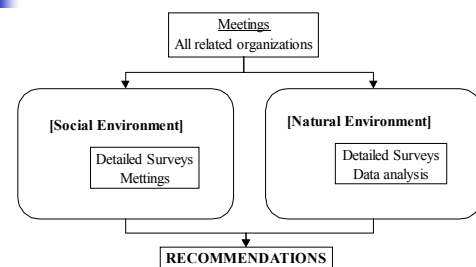 Meetings
All related organizations
[Social Environment]
Detailed Surveys
Mettings
[Natural Environment]
Detailed Surveys
Data analysis
RECOMMENDATIONS